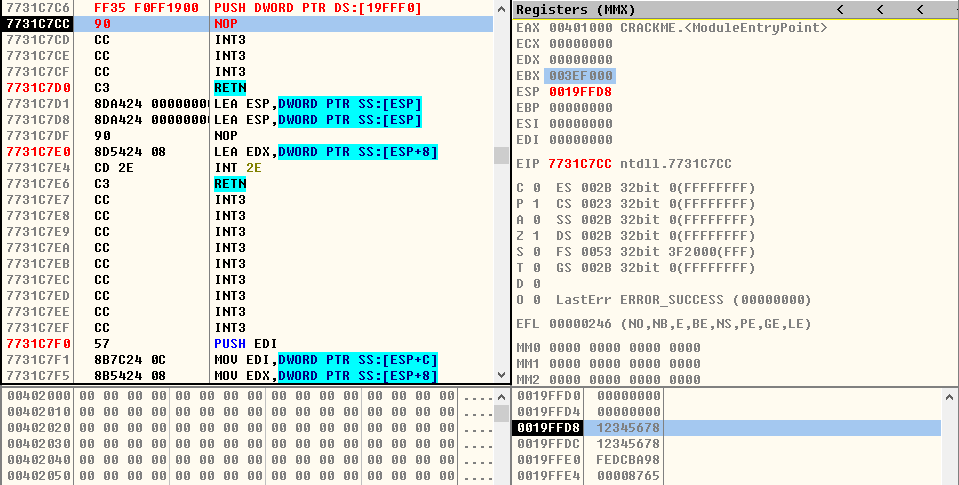 7731C7C6 FF35 F0FF1900 PUSH DWORD PTR DS:[19FFF0]
7731C7CC 90 NOP
7731C7CD CC INT3
7731C7CE CC INT3
7731C7CF CC INT3
7731C7D0 C3 RETN
7731C7D1 8DA424 0000000 LEA ESP,DWORD PTR SS:[ESP]
7731C7D8 8DA424 0000000 LEA ESP,DWORD PTR SS:[ESP]
7731C7DF 90 NOP
7731C7E0 8D5424 08 LEA EDX,DWORD PTR SS:[ESP+8]
7731C7E4 CD 2E INT 2E
7731C7E6 C3 RETN
7731C7E7 CC INT3
7731C7E8 CC INT3
7731C7E9 CC INT3
7731C7EA CC INT3
7731C7EB CC INT3
7731C7EC CC INT3
7731C7ED CC INT3
7731C7EE CC INT3
7731C7EF CC INT3
7731C7F0 57 PUSH EDI
7731C7F1 8B7C24 0C MOV EDI,DWORD PTR SS:[ESP+C]
7731C7F5 8B5424 08 MOV EDX,DWORD PTR SS:[ESP+8]
Registers (MMX) < < <
EAX 00401000 CRACKME.<ModuleEntryPoint>
ECX 00000000
EDX 00000000
EBX 003EF000
ESP 0019FFD8
EBP 00000000
ESI 00000000
EDI 00000000
EIP 7731C7CC ntdll.7731C7CC
C 0 ES 002B 32bit 0(FFFFFFFF)
P 1 CS 0023 32bit 0(FFFFFFFF)
A 0 SS 002B 32bit 0(FFFFFFFF)
Z 1 DS 002B 32bit 0(FFFFFFFF)
S 0 FS 0053 32bit 3F2000(FFF)
T 0 GS 002B 32bit 0(FFFFFFFF)
D 0
O 0 LastErr ERROR_SUCCESS (00000000)
EFL 00000246 (NO,NB,E,BE,NS,PE,GE,LE)
MM0 0000 0000 0000 0000
MM1 0000 0000 0000 0000
MM2 0000 0000 0000 0000
00402000 00 00 00 00 00 00 00 00 00 00 00 00 00 00 00 00 ....
00402010 00 00 00 00 00 00 00 00 00 00 00 00 00 00 00 00 ....
00402020 00 00 00 00 00 00 00 00 00 00 00 00 00 00 00 00 ....
00402030 00 00 00 00 00 00 00 00 00 00 00 00 00 00 00 00 ....
00402040 00 00 00 00 00 00 00 00 00 00 00 00 00 00 00 00 ....
00402050 00 00 00 00 00 00 00 00 00 00 00 00 00 00 00 00 ....
0019FFD0 00000000
0019FFD4 00000000
0019FFD8 12345678
0019FFDC 12345678
0019FFE0 FEDCBA98
0019FFE4 00008765